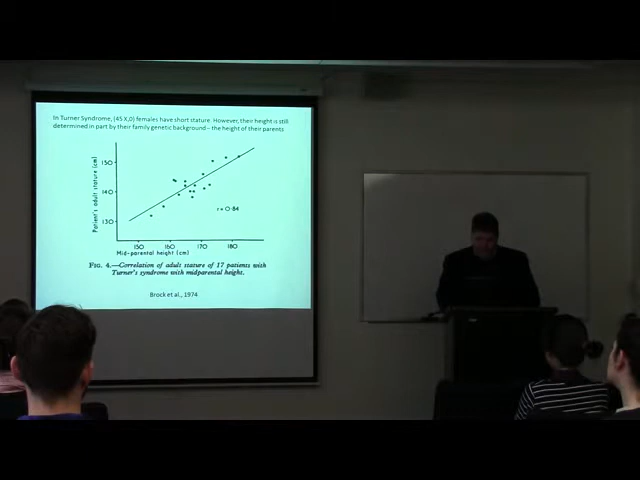 In Turner Syndrome, (45 X,0) females have short stature. However, their height is still
determined in part by their family genetic background – the height of their parents
Patient's adult stature (cm)
150
140
130
r = 0·84
150 160 170 180
Mid-parental height (cm)
FIG. 4.—Correlation of adult stature of 17 patients with
Turner's syndrome with midparental height.
Brock et al., 1974